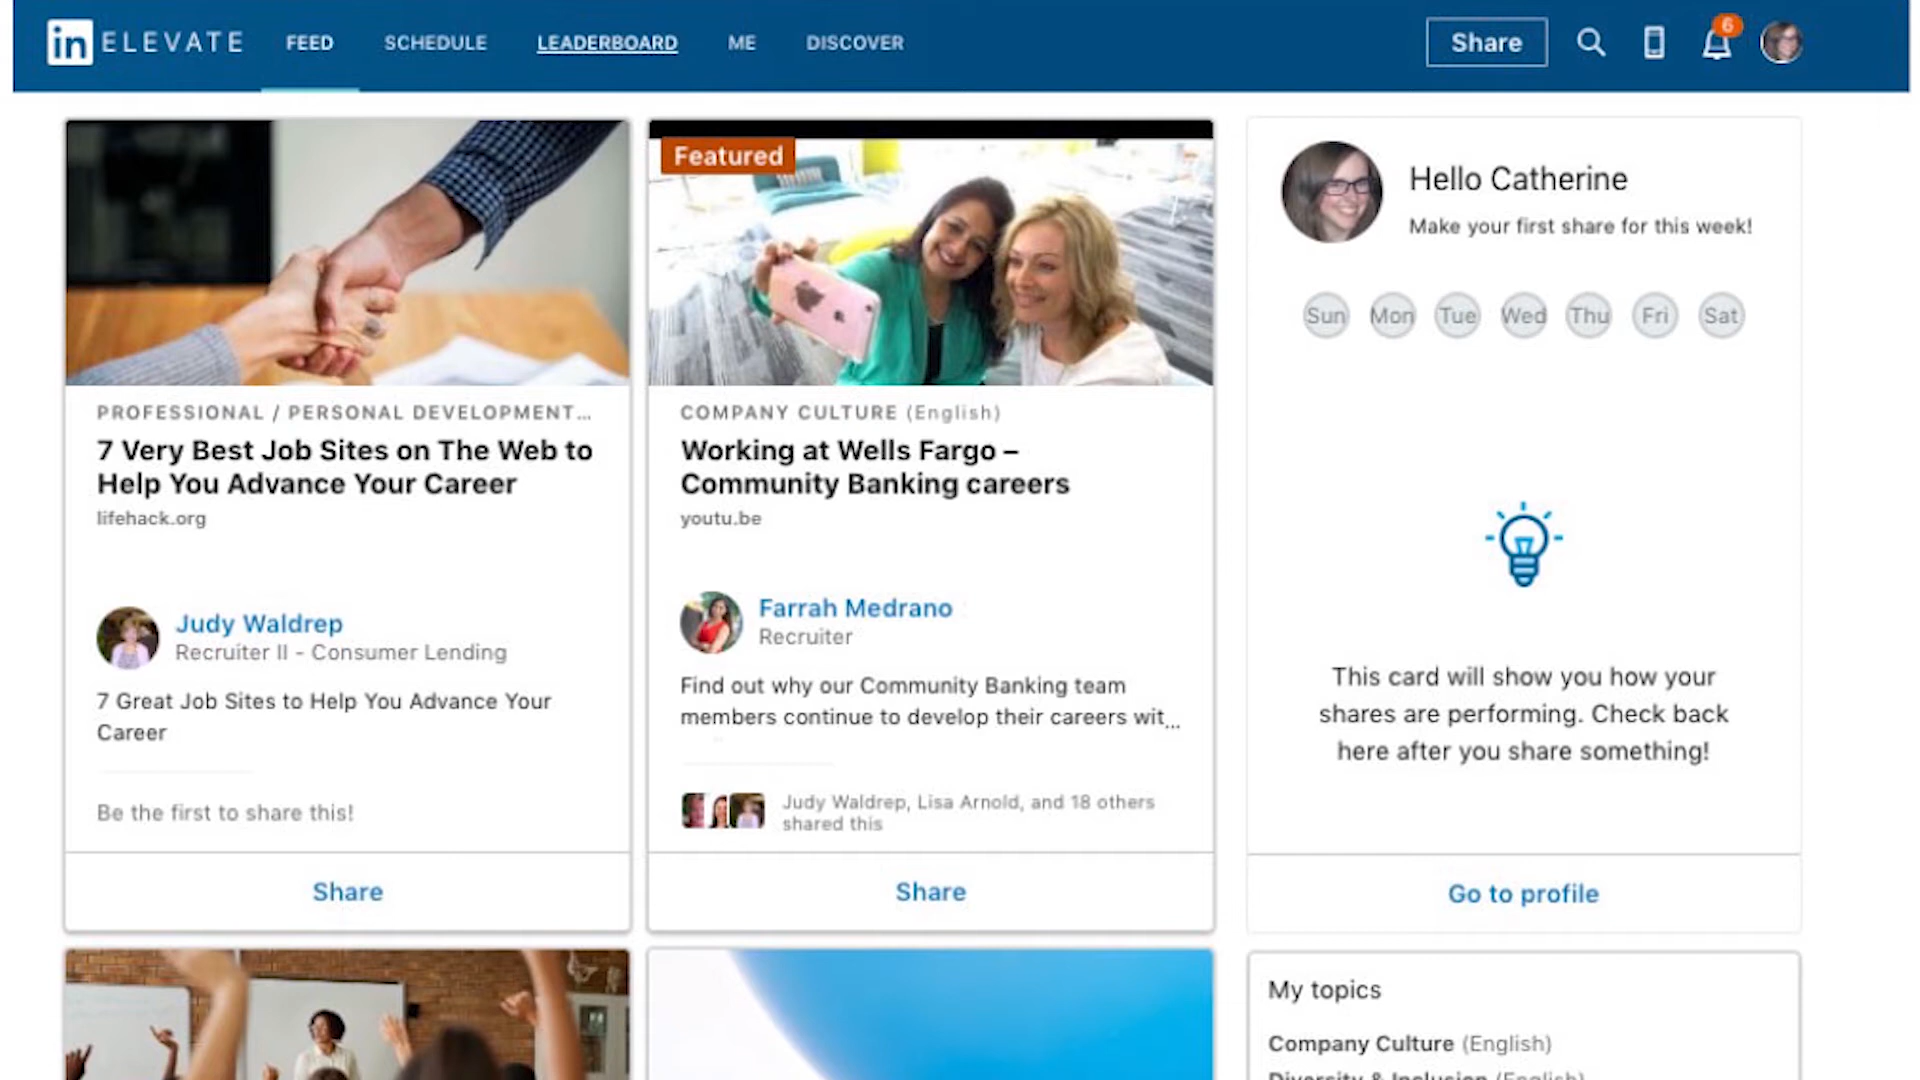 in ELEVATE FEED SCHEDULE LEADERBOARD ME DISCOVER Share 6
Featured
PROFESSIONAL / PERSONAL DEVELOPMENT...
7 Very Best Job Sites on The Web to
Help You Advance Your Career
lifehack.org
Judy Waldrep
Recruiter II - Consumer Lending
7 Great Job Sites to Help You Advance Your
Career
Be the first to share this!
Share
COMPANY CULTURE (English)
Working at Wells Fargo –
Community Banking careers
youtu.be
Farrah Medrano
Recruiter
Find out why our Community Banking team
members continue to develop their careers wit...
Judy Waldrep, Lisa Arnold, and 18 others
shared this
Share
Hello Catherine
Make your first share for this week!
Sun Mon Tue Wed Thu Fri Sat
This card will show you how your
shares are performing. Check back
here after you share something!
Go to profile
My topics
Company Culture (English)
Diversity & Inclusion (English)